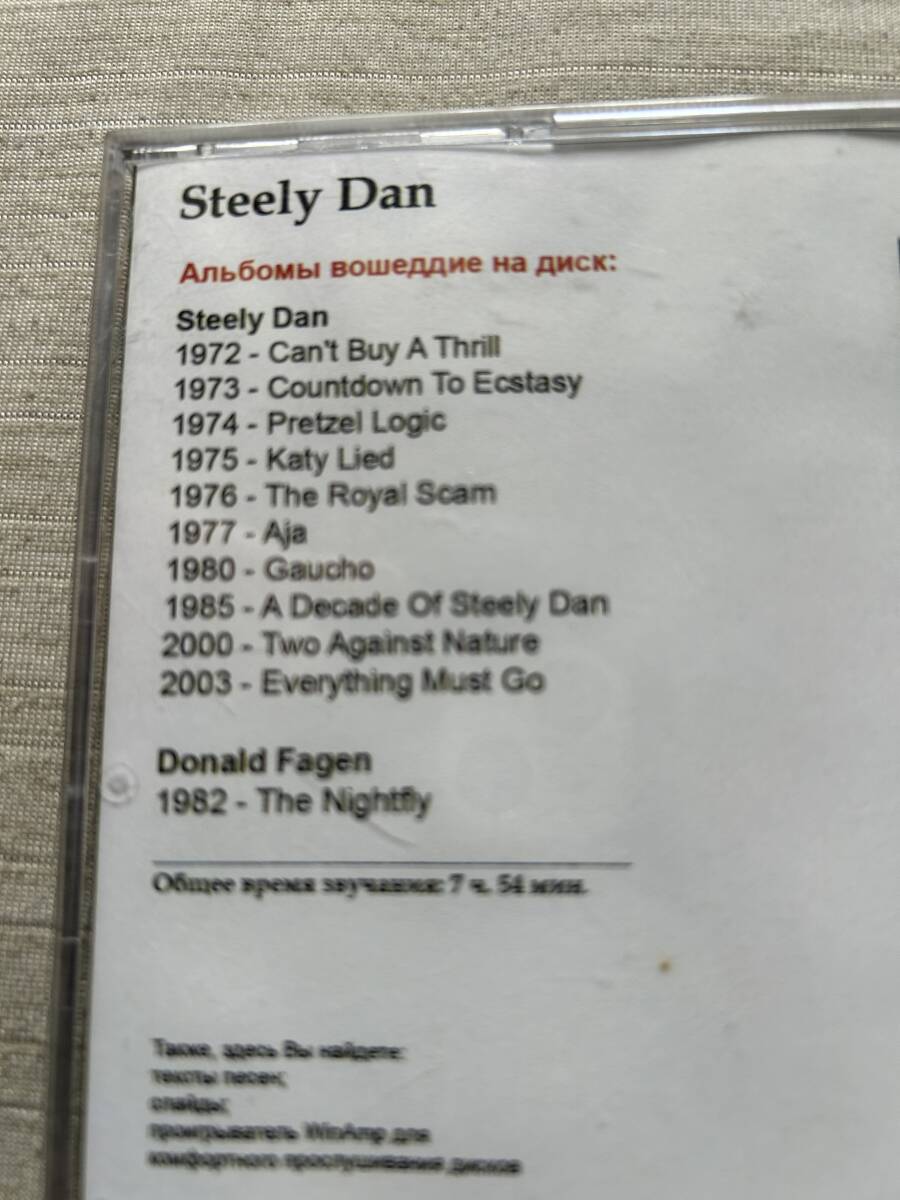 Steely Dan
Альбомы вошеддие на диск:
Steely Dan
1972 - Can't Buy A Thrill
1973 - Countdown To Ecstasy
1974 - Pretzel Logic
1975 - Katy Lied
1976 - The Royal Scam
1977 - Aja
1980 - Gaucho
1985 - A Decade Of Steely Dan
2000 - Two Against Nature
2003 - Everything Must Go
Donald Fagen
1982 - The Nightfly
Общее время звучания: 7 ч. 54 мин.
Также, здесь Вы найдете:
тексты песен;
слайды;
проигрыватель WinAmp для
комфортного прослушивания дисков